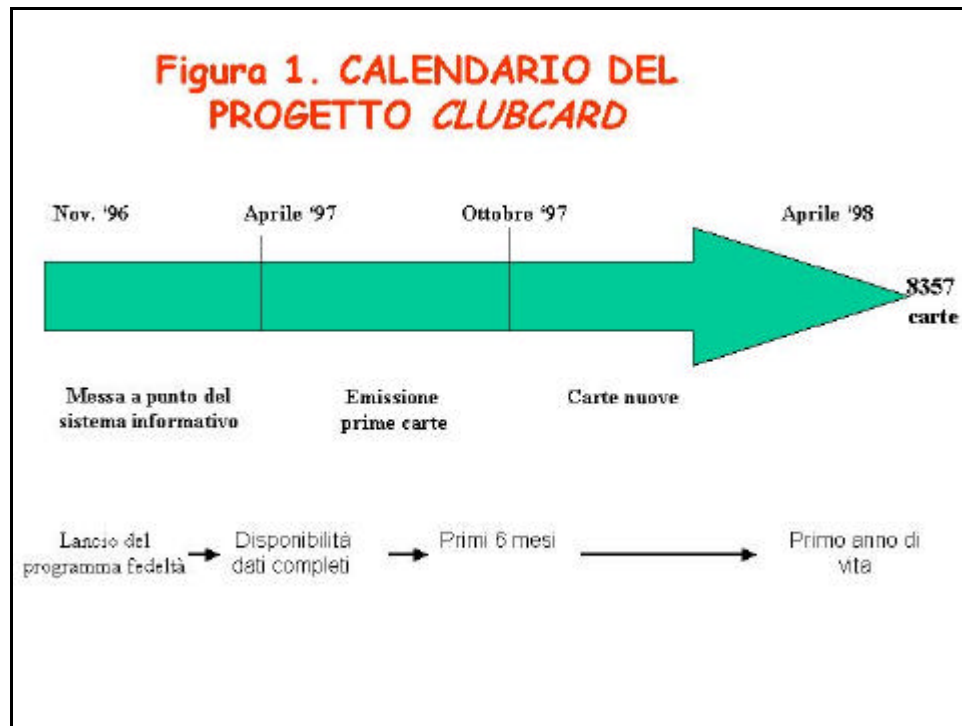 Figura 1. CALENDARIO DEL
PROGETTO CLUBCARD
Nov. '96
Aprile '97
Ottobre '97
Aprile '98
8357
carte
Messa a punto del
sistema informativo
Emissione
prime carte
Carte nuove
Lancio del
programma fedeltà
Disponibilità
dati completi
Primi 6 mesi
Primo anno di
vita